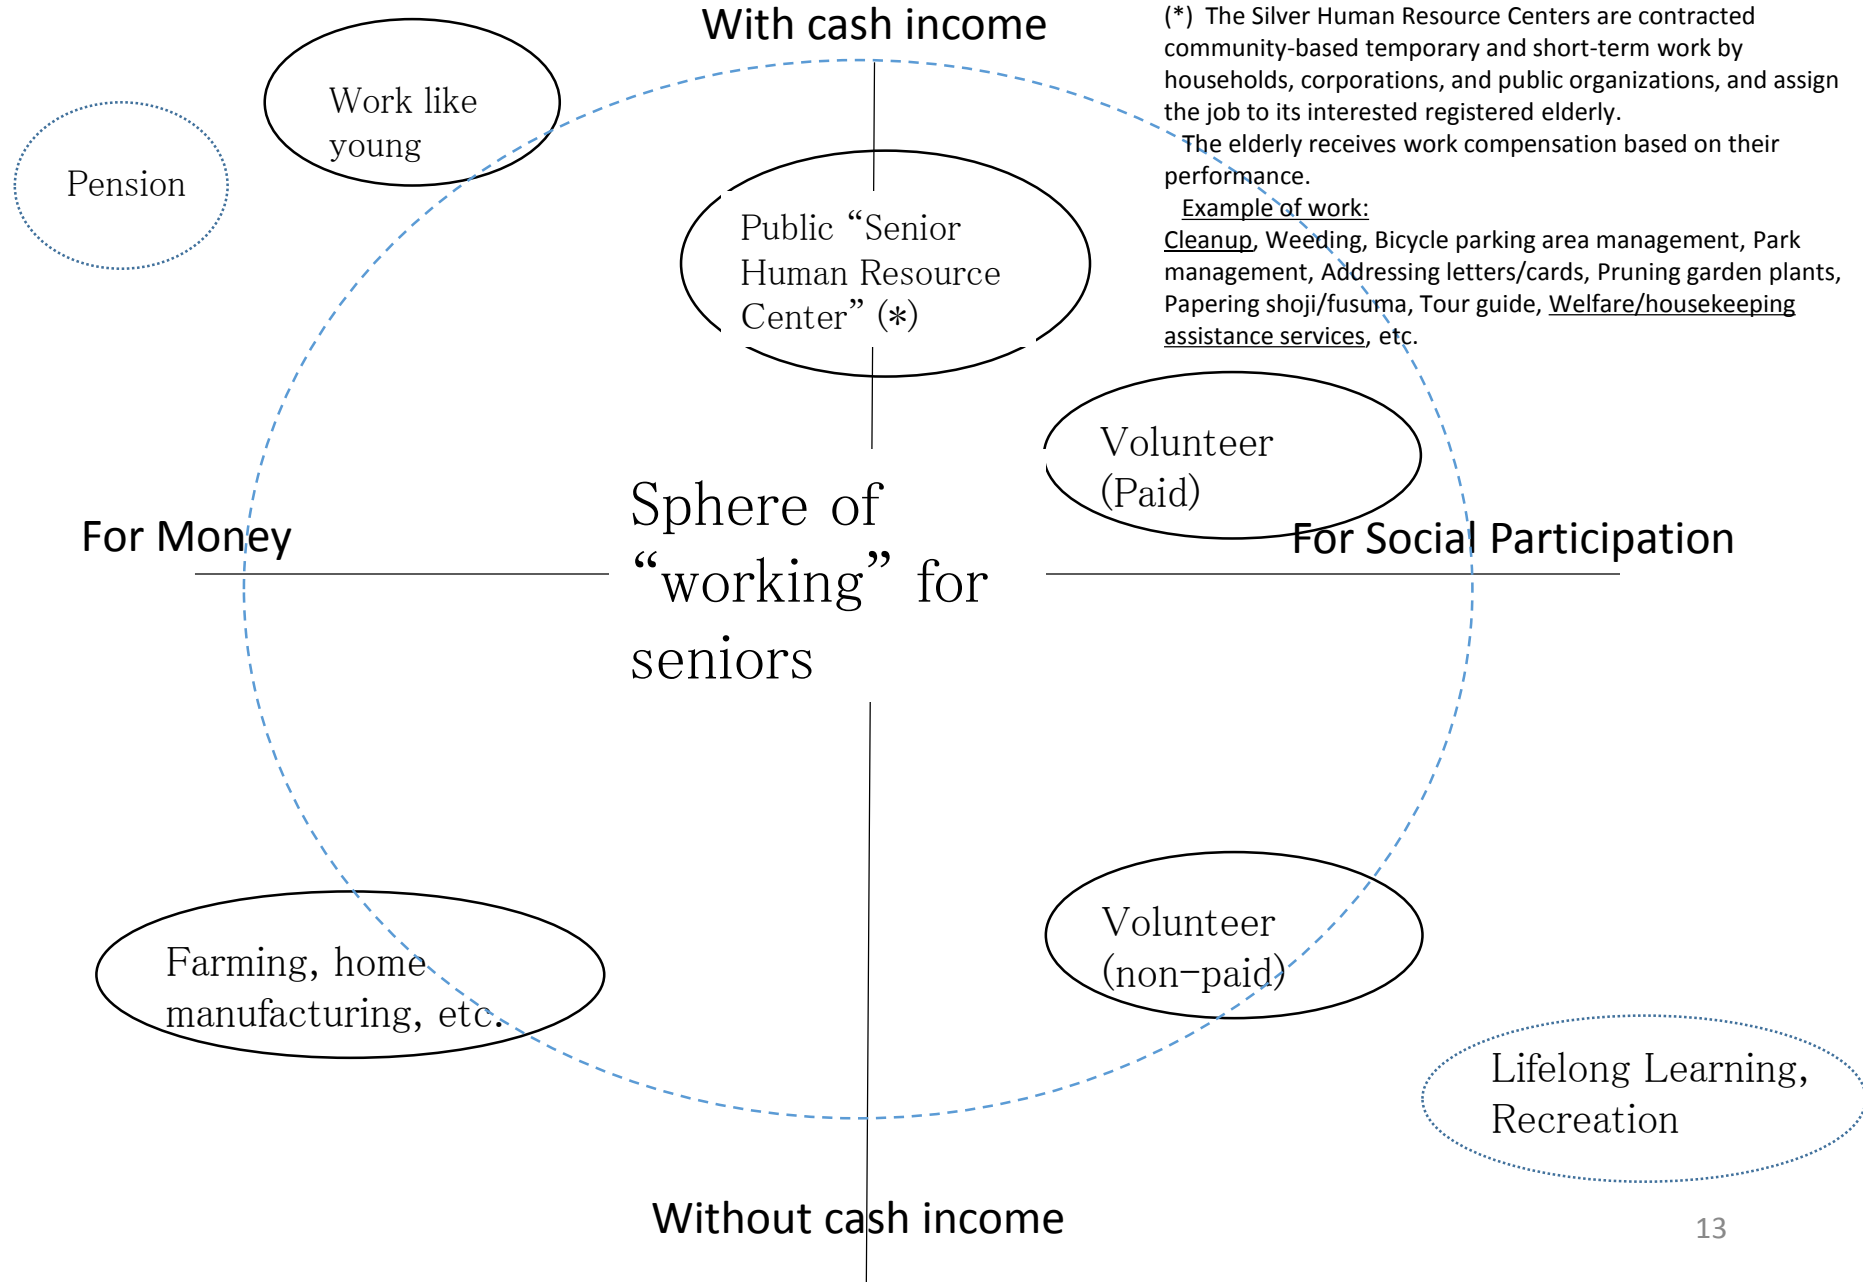 With cash income
(*) The Silver Human Resource Centers are contracted
community-based temporary and short-term work by
households, corporations, and public organizations, and assign
the job to its interested registered elderly.
The elderly receives work compensation based on their
performance.
Example of work:
Cleanup, Weeding, Bicycle parking area management, Park
management, Addressing letters/cards, Pruning garden plants,
Papering shoji/fusuma, Tour guide, Welfare/housekeeping
assistance services, etc.
Work like
young
Pension
Public “Senior
Human Resource
Center” (*)
Volunteer
(Paid)
For Money
Sphere of
“working” for
seniors
For Social Participation
Farming, home
manufacturing, etc.
Volunteer
(non-paid)
Lifelong Learning,
Recreation
Without cash income
13